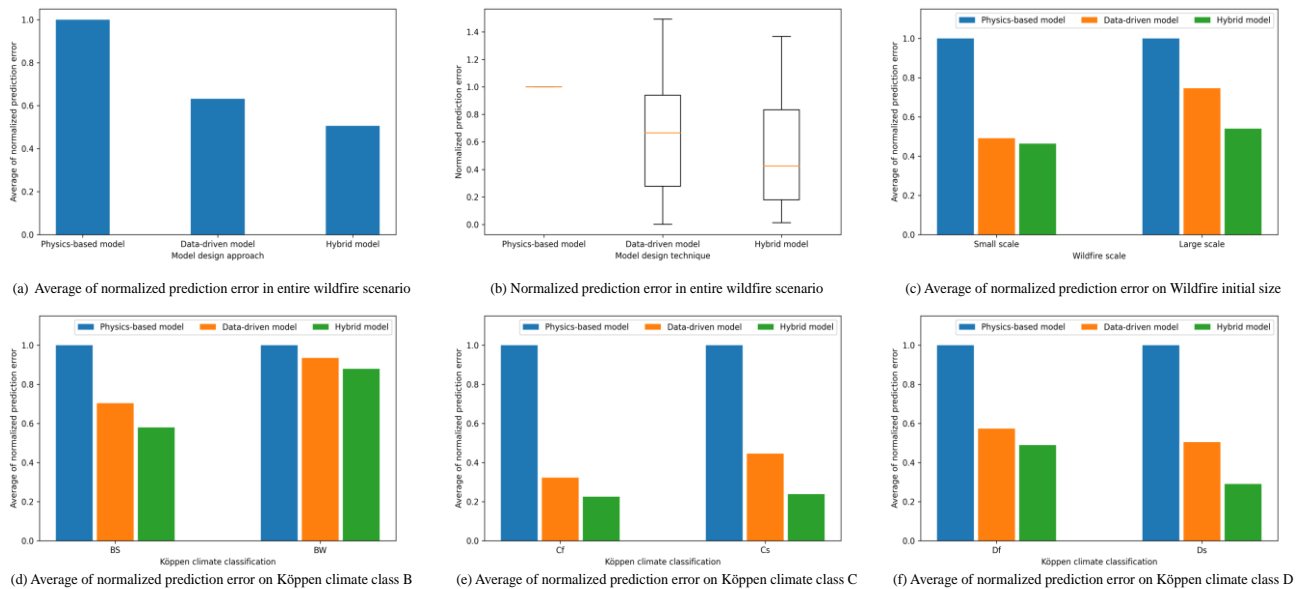 1.0
0.8
0.6
0.4
0.2
0.0
Average of normalized prediction error
Physics-based model
Data-driven model
Hybrid model
Model design approach
(a) Average of normalized prediction error in entire wildfire scenario
1.4
1.2
1.0
0.8
0.6
0.4
0.2
0.0
Normalized prediction error
Physics-based model
Data-driven model
Hybrid model
Model design technique
(b) Normalized prediction error in entire wildfire scenario
Physics-based model
Data-driven model
Hybrid model
1.0
0.8
0.6
0.4
0.2
0.0
Average of normalized prediction error
Small scale
Large scale
Wildfire scale
(c) Average of normalized prediction error on Wildfire initial size
Physics-based model
Data-driven model
Hybrid model
1.0
0.8
0.6
0.4
0.2
0.0
Average of normalized prediction error
BS
BW
Köppen climate classification
(d) Average of normalized prediction error on Köppen climate class B
Physics-based model
Data-driven model
Hybrid model
1.0
0.8
0.6
0.4
0.2
0.0
Average of normalized prediction error
Cf
Cs
Köppen climate classification
(e) Average of normalized prediction error on Köppen climate class C
Physics-based model
Data-driven model
Hybrid model
1.0
0.8
0.6
0.4
0.2
0.0
Average of normalized prediction error
Df
Ds
Köppen climate classification
(f) Average of normalized prediction error on Köppen climate class D